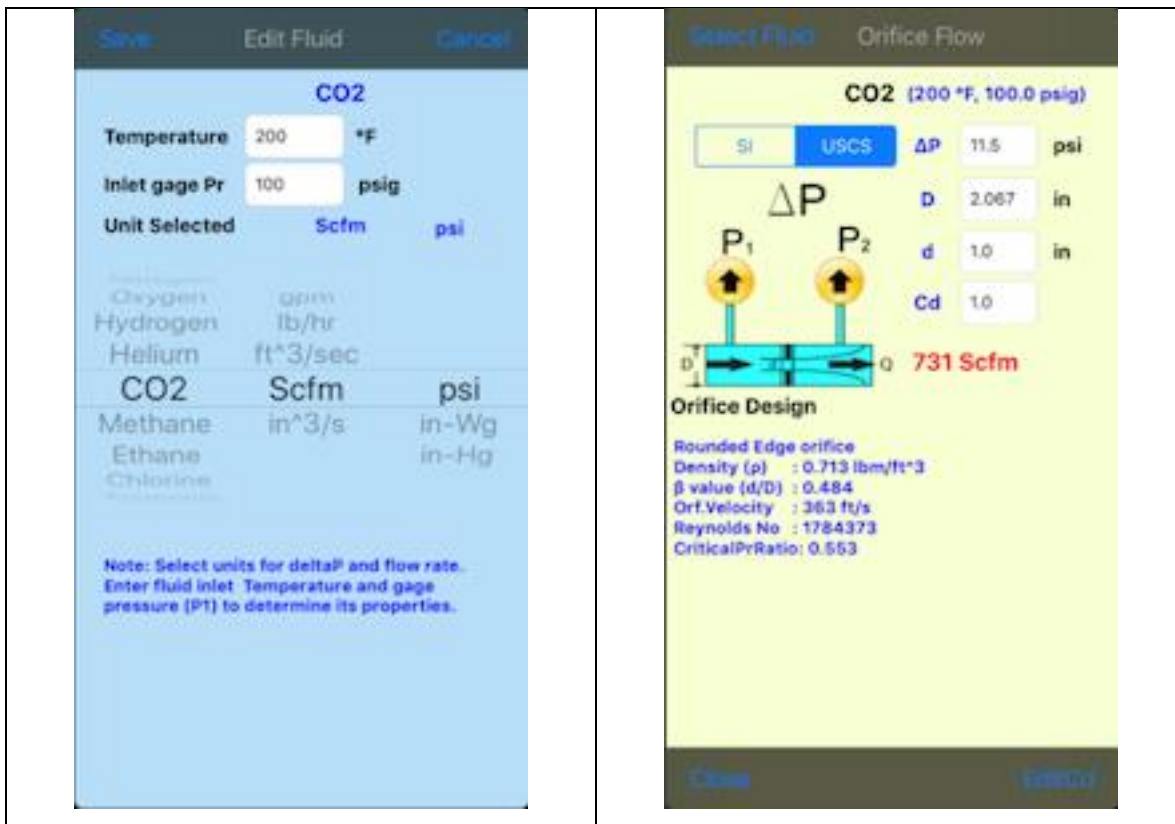 Save Edit Fluid Cancel
CO2
Temperature 200 °F
Inlet gage Pr 100 psig
Unit Selected Scfm psi
Oxygen gpm
Hydrogen lb/hr
Helium ft^3/sec
CO2 Scfm psi
Methane in^3/s in-Wg
Ethane in-Hg
Chlorine
Note: Select units for deltaP and flow rate.
Enter fluid inlet Temperature and gage
pressure (P1) to determine its properties.
Select Fluid Orifice Flow
CO2 (200 °F, 100.0 psig)
SI USCS ΔP 11.5 psi
ΔP
D 2.067 in
P1 P2
d 1.0 in
Cd 1.0
D Q 731 Scfm
Orifice Design
Rounded Edge orifice
Density (ρ) : 0.713 lbm/ft^3
β value (d/D) : 0.484
Orf.Velocity : 363 ft/s
Reynolds No : 1784373
CriticalPrRatio: 0.553
Close EditCd